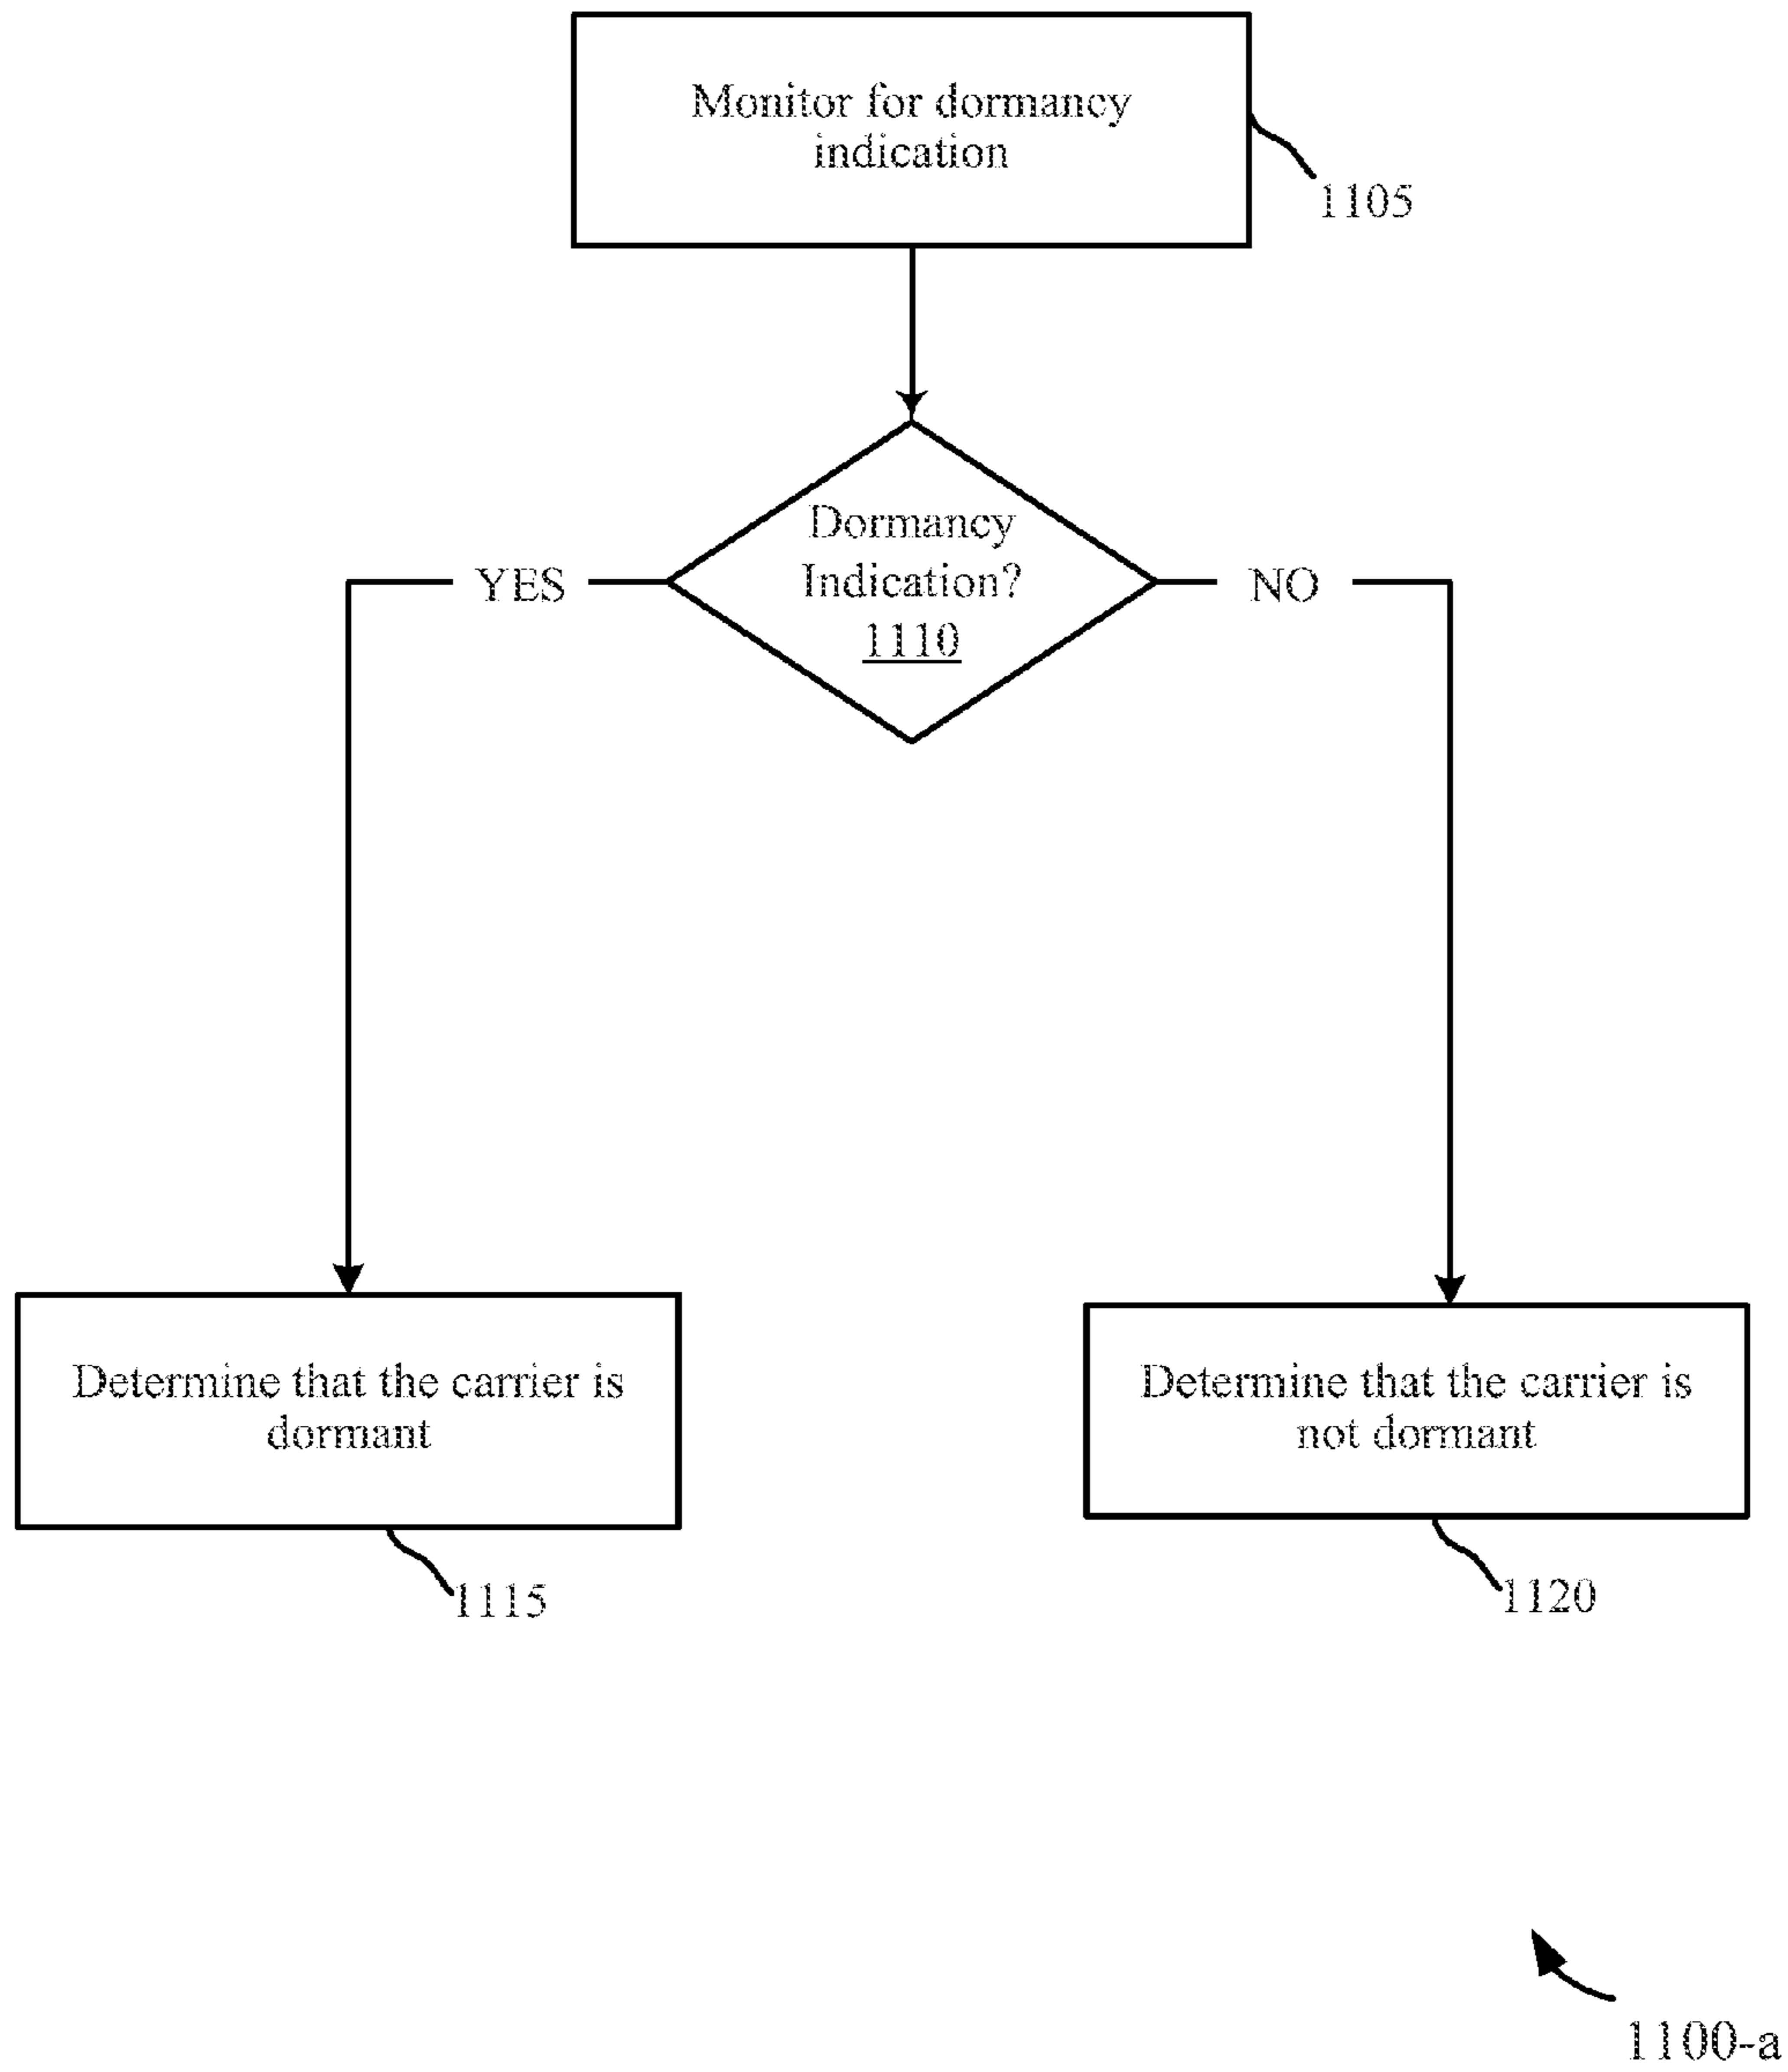 Monitor for dormancy
indication
1105
Dormancy
Indication?
1110
YES
NO
Determine that the carrier is
dormant
1115
Determine that the carrier is
not dormant
1120
1100-a